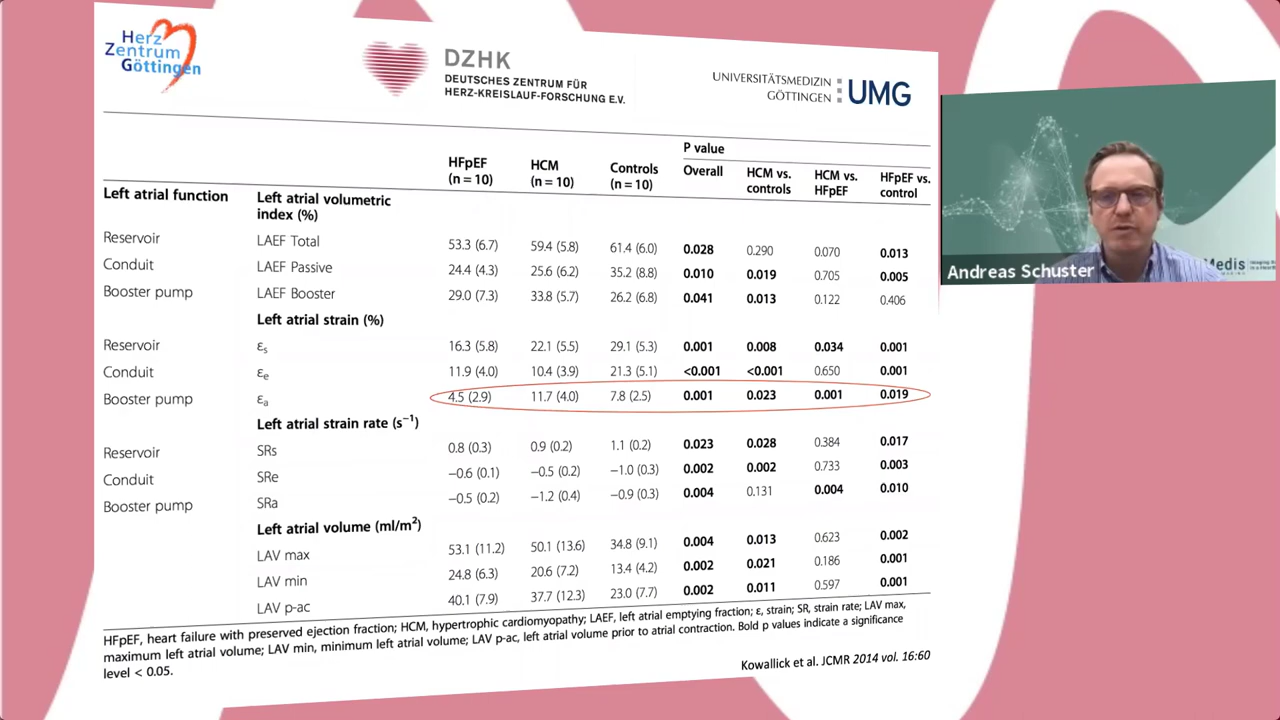 Herz
Zentrum
Göttingen
DZHK
DEUTSCHES ZENTRUM FÜR
HERZ-KREISLAUF-FORSCHUNG E.V.
UNIVERSITÄTSMEDIZIN
GÖTTINGEN
UMG
P value
HFpEF (n = 10) HCM (n = 10) Controls (n = 10) Overall HCM vs. controls HCM vs. HFpEF HFpEF vs. control
Left atrial function Left atrial volumetric index (%)
Reservoir LAEF Total 53.3 (6.7) 59.4 (5.8) 61.4 (6.0) 0.028 0.290 0.070 0.013
Conduit LAEF Passive 24.4 (4.3) 25.6 (6.2) 35.2 (8.8) 0.010 0.019 0.705 0.005
Booster pump LAEF Booster 29.0 (7.3) 33.8 (5.7) 26.2 (6.8) 0.041 0.013 0.122 0.406
Left atrial strain (%)
Reservoir εs 16.3 (5.8) 22.1 (5.5) 29.1 (5.3) 0.001 0.008 0.034 0.001
Conduit εe 11.9 (4.0) 10.4 (3.9) 21.3 (5.1) <0.001 <0.001 0.650 0.001
Booster pump εa 4.5 (2.9) 11.7 (4.0) 7.8 (2.5) 0.001 0.023 0.001 0.019
Left atrial strain rate (s⁻¹)
Reservoir SRs 0.8 (0.3) 0.9 (0.2) 1.1 (0.2) 0.023 0.028 0.384 0.017
Conduit SRe −0.6 (0.1) −0.5 (0.2) −1.0 (0.3) 0.002 0.002 0.733 0.003
Booster pump SRa −0.5 (0.2) −1.2 (0.4) −0.9 (0.3) 0.004 0.131 0.004 0.010
Left atrial volume (ml/m²)
LAV max 53.1 (11.2) 50.1 (13.6) 34.8 (9.1) 0.004 0.013 0.623 0.002
LAV min 24.8 (6.3) 20.6 (7.2) 13.4 (4.2) 0.002 0.021 0.186 0.001
LAV p-ac 40.1 (7.9) 37.7 (12.3) 23.0 (7.7) 0.002 0.011 0.597 0.001
HFpEF, heart failure with preserved ejection fraction; HCM, hypertrophic cardiomyopathy; LAEF, left atrial emptying fraction; ε, strain; SR, strain rate; LAV max,
maximum left atrial volume; LAV min, minimum left atrial volume; LAV p-ac, left atrial volume prior to atrial contraction. Bold p values indicate a significance
level < 0.05.
Kowallick et al. JCMR 2014 vol. 16:60
Andreas Schuster
Medis